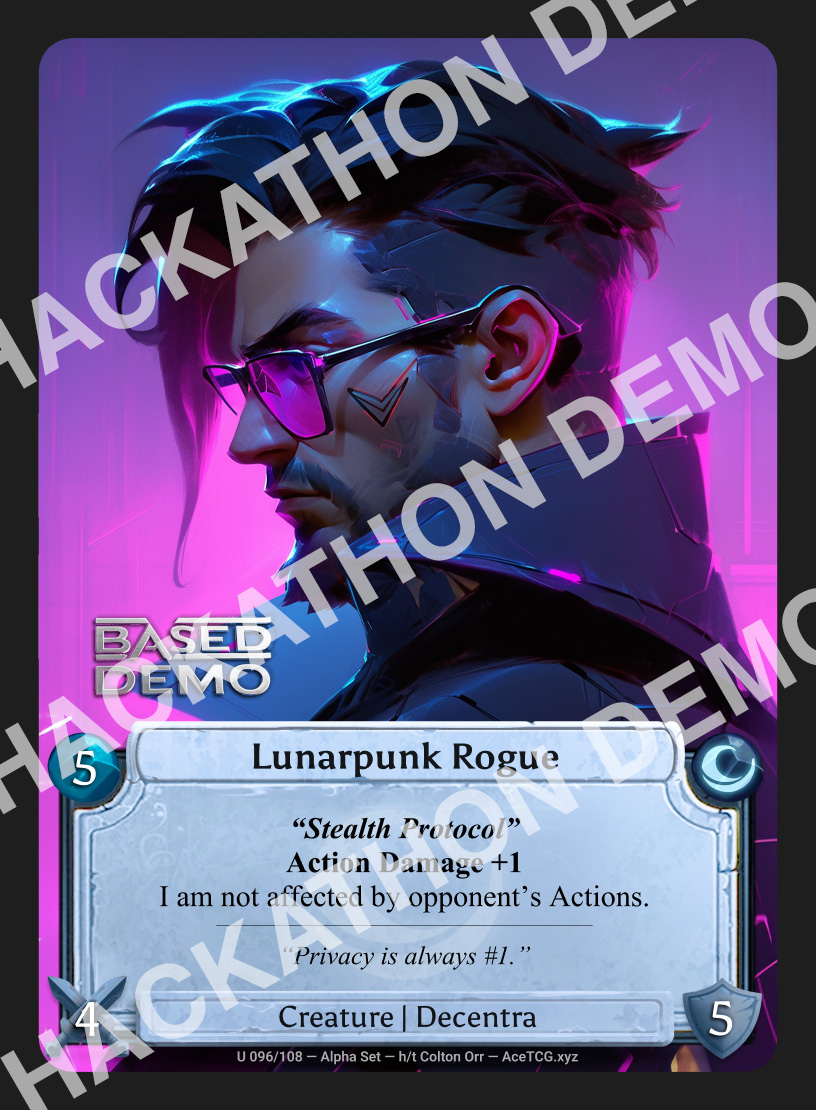 HACKATHON DEMO
HACKATHON DEMO
HACKATHON DEMO
BASED
DEMO
5
Lunarpunk Rogue
“Stealth Protocol”
Action Damage +1
I am not affected by opponent’s Actions.
“Privacy is always #1.”
4
Creature | Decentra
5
U 096/108 — Alpha Set — h/t Colton Orr — AceTCG.xyz